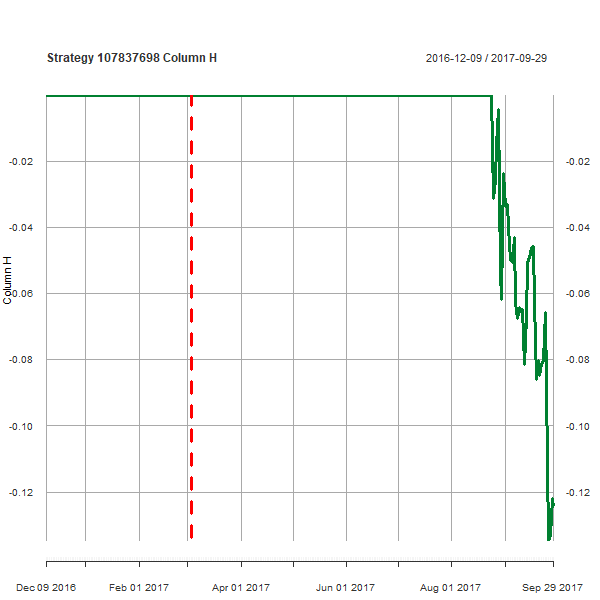 Strategy 107837698 Column H
2016-12-09 / 2017-09-29
-0.02
-0.04
-0.06
-0.08
-0.10
-0.12
Column H
-0.02
-0.04
-0.06
-0.08
-0.10
-0.12
Dec 09 2016
Feb 01 2017
Apr 01 2017
Jun 01 2017
Aug 01 2017
Sep 29 2017